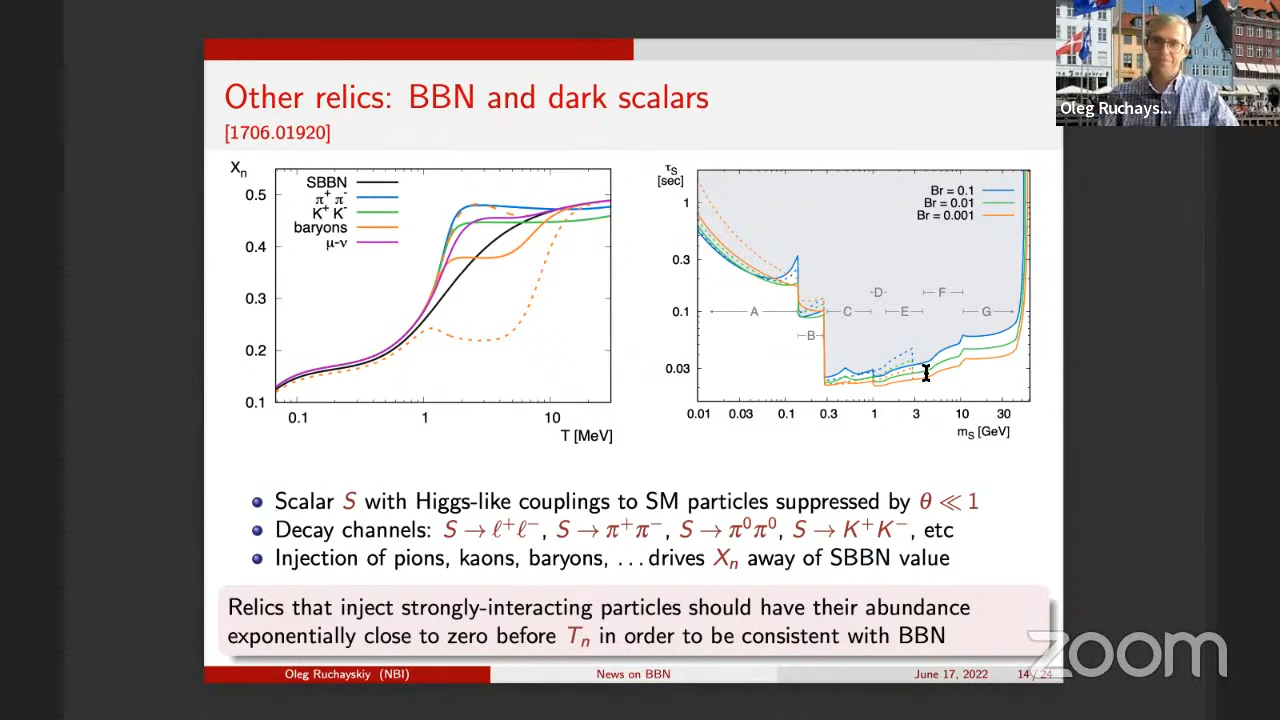 Other relics: BBN and dark scalars
[1706.01920]
Oleg Ruchays...
Xn
0.5
0.4
0.3
0.2
0.1
SBBN
π+ π-
K+ K-
baryons
μ-ν
0.1 1 10
T [MeV]
τS
[sec]
1
0.3
0.1
0.03
Br = 0.1
Br = 0.01
Br = 0.001
A B C D E F G
0.01 0.03 0.1 0.3 1 3 10 30
mS [GeV]
Scalar S with Higgs-like couplings to SM particles suppressed by θ ≪ 1
Decay channels: S → ℓ+ℓ−, S → π+π−, S → π0π0, S → K+K−, etc
Injection of pions, kaons, baryons, ... drives Xn away of SBBN value
Relics that inject strongly-interacting particles should have their abundance
exponentially close to zero before Tn in order to be consistent with BBN
Oleg Ruchayskiy (NBI) News on BBN June 17, 2022 14 / 24
zoom